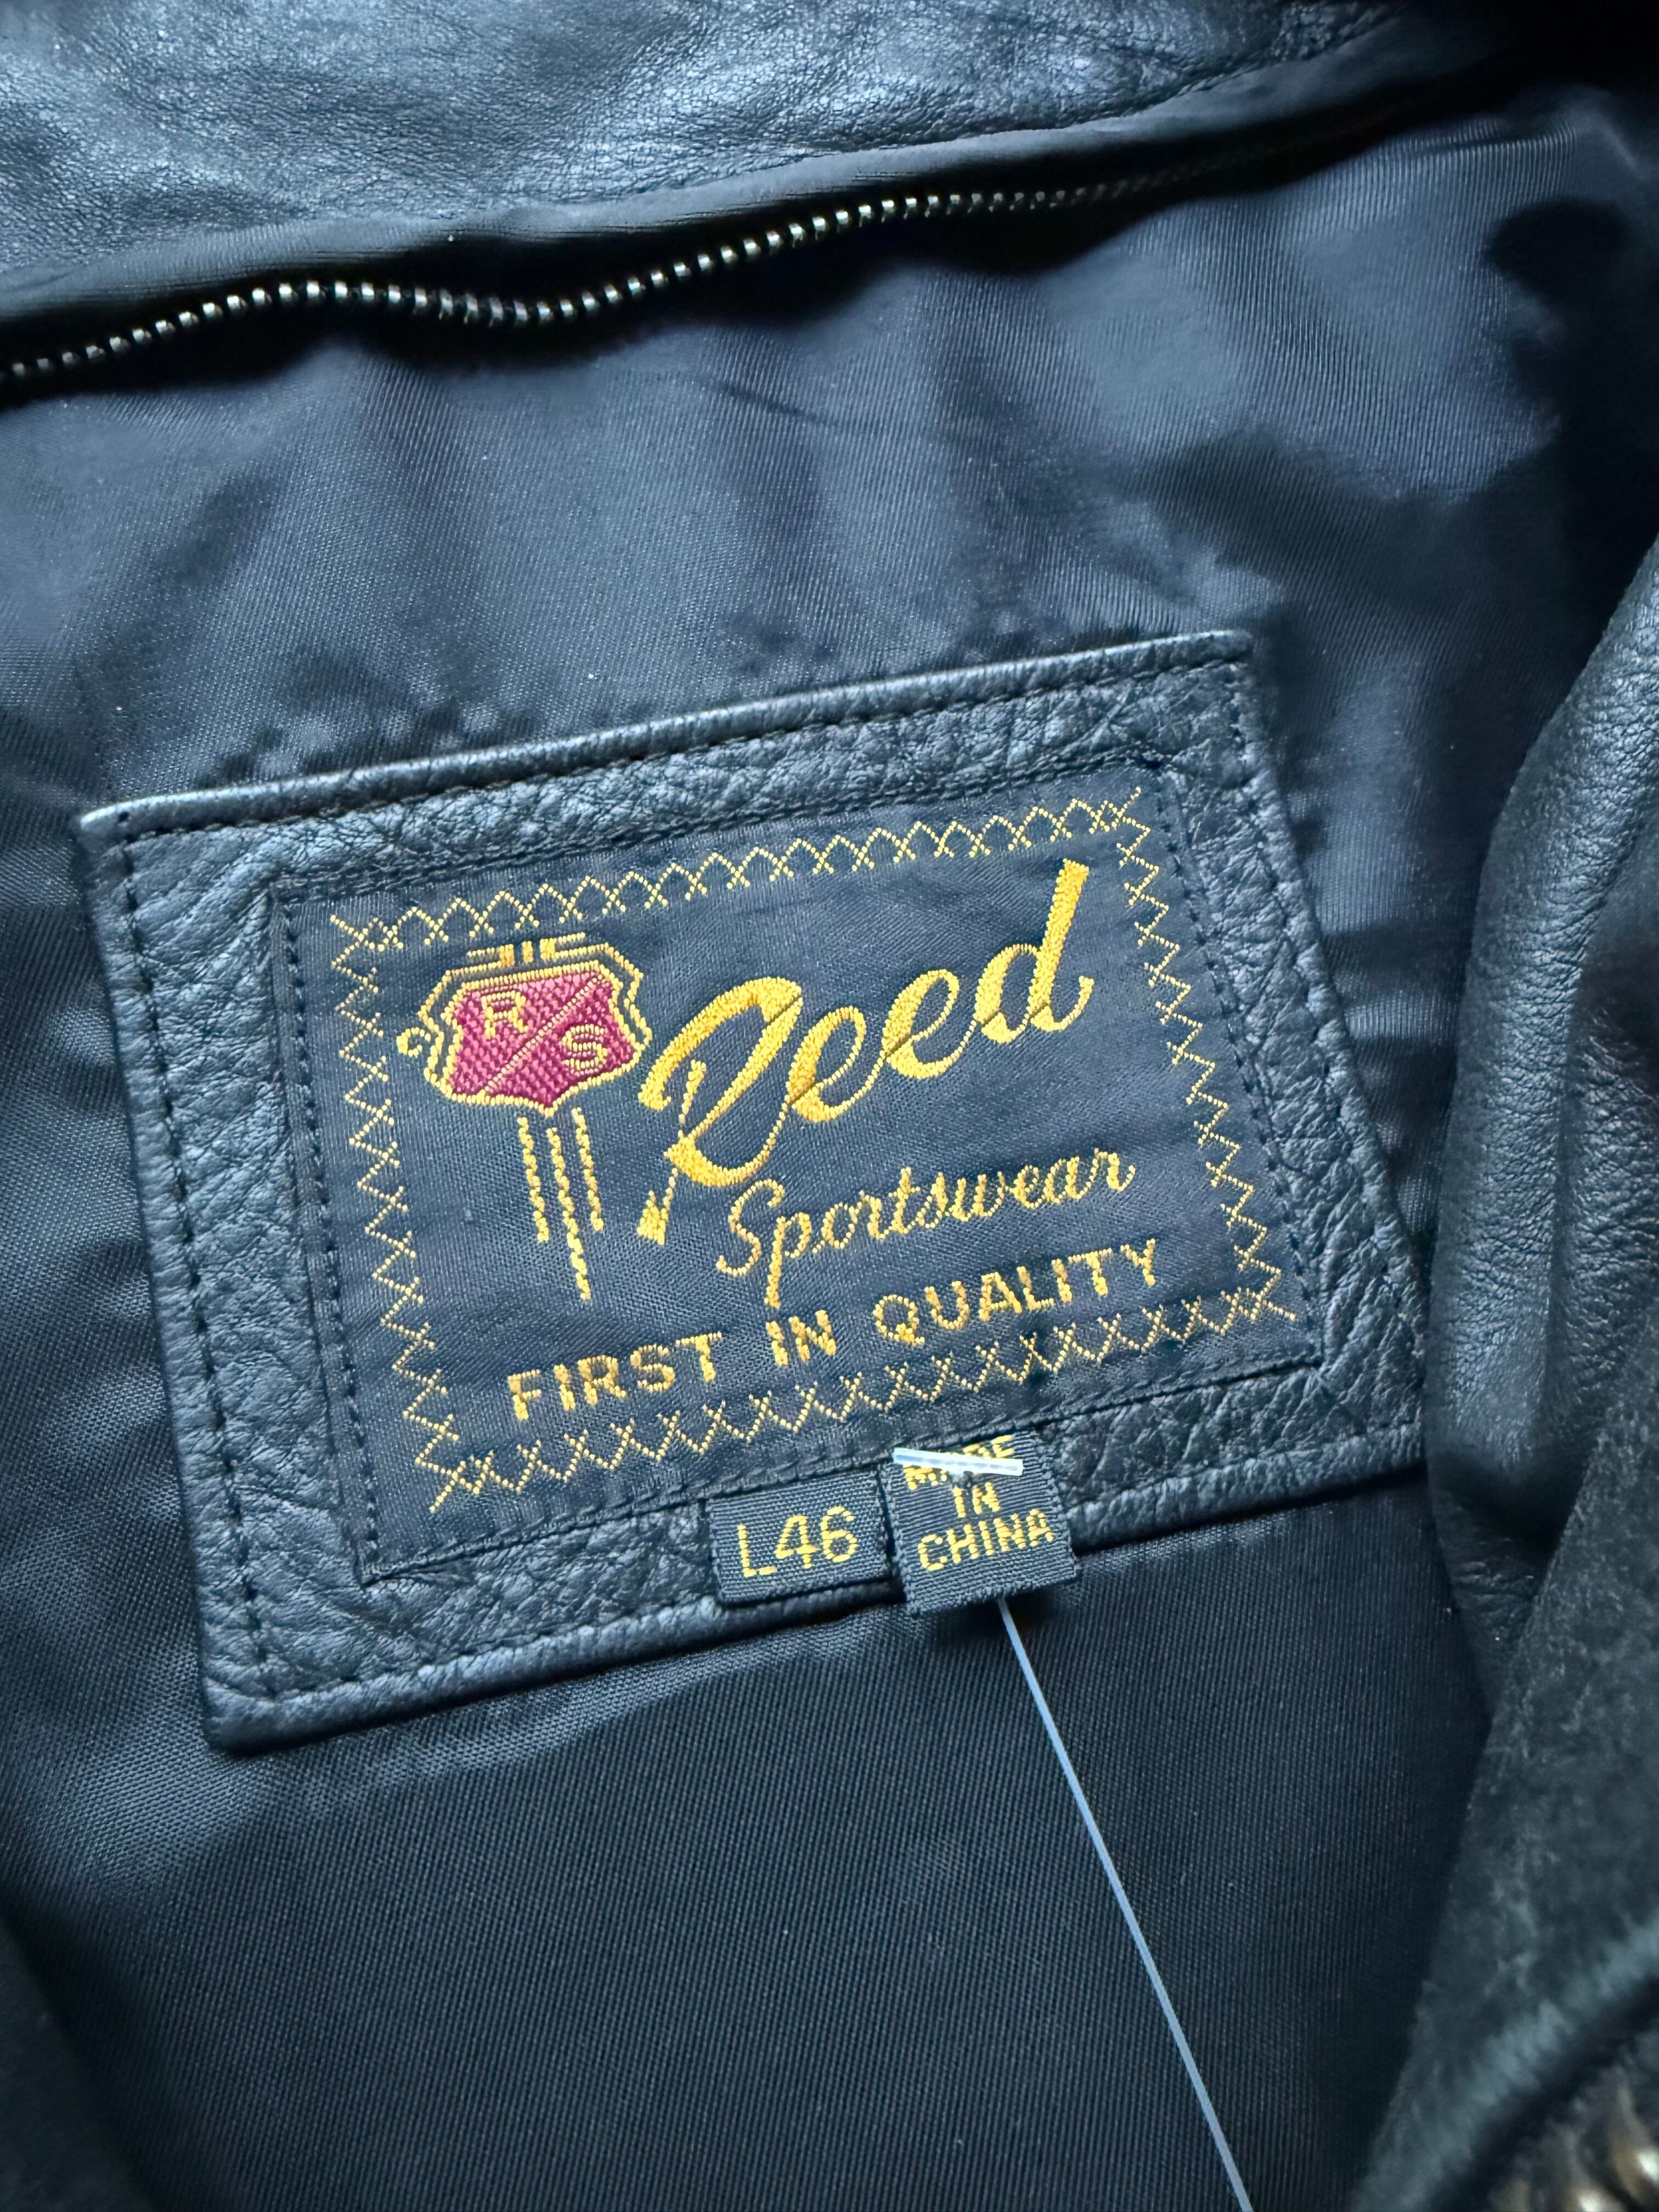 R
S
Reed
Sportswear
FIRST IN QUALITY
L46
MADE
IN
CHINA